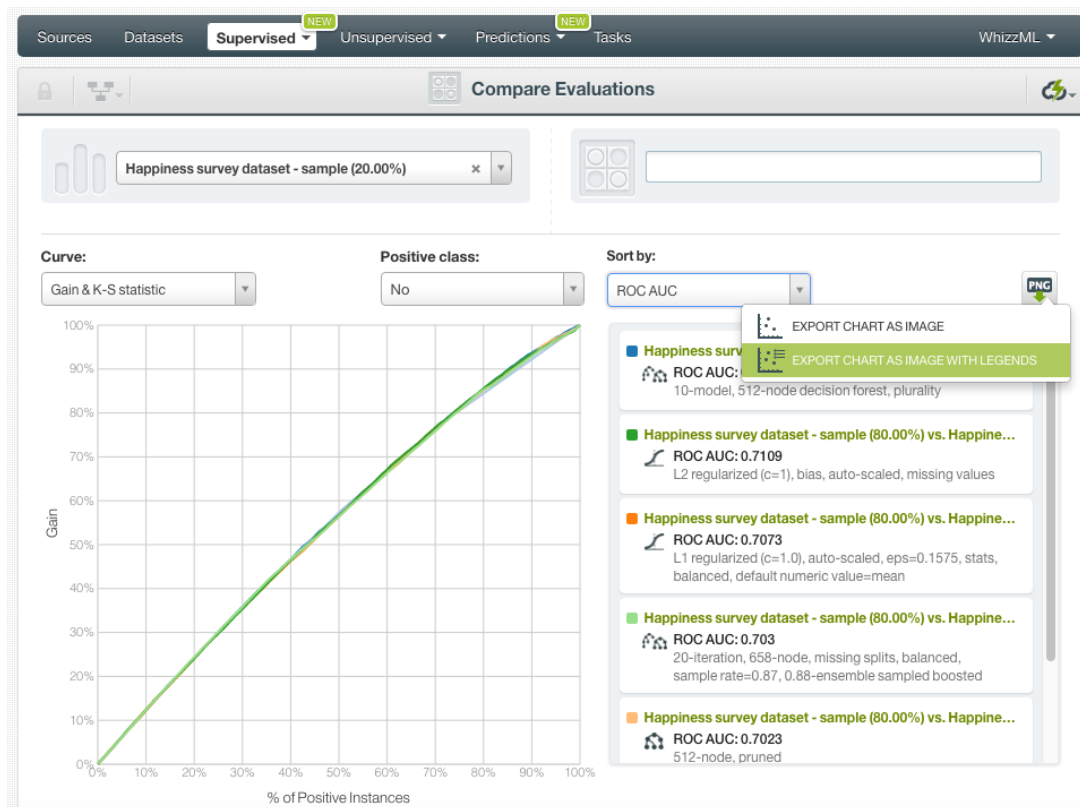 NEW
NEW
Sources Datasets Supervised Unsupervised Predictions Tasks WhizzML
Compare Evaluations
Happiness survey dataset - sample (20.00%) ×
Curve:
Positive class:
Sort by:
Gain & K-S statistic
No
ROC AUC
PNG
EXPORT CHART AS IMAGE
EXPORT CHART AS IMAGE WITH LEGENDS
Happiness surv
ROC AUC:
10-model, 512-node decision forest, plurality
Happiness survey dataset - sample (80.00%) vs. Happine...
ROC AUC: 0.7109
L2 regularized (c=1), bias, auto-scaled, missing values
Happiness survey dataset - sample (80.00%) vs. Happine...
ROC AUC: 0.7073
L1 regularized (c=1.0), auto-scaled, eps=0.1575, stats,
balanced, default numeric value=mean
Happiness survey dataset - sample (80.00%) vs. Happine...
ROC AUC: 0.703
20-iteration, 658-node, missing splits, balanced,
sample rate=0.87, 0.88-ensemble sampled boosted
Happiness survey dataset - sample (80.00%) vs. Happine...
ROC AUC: 0.7023
512-node, pruned
100%
90%
80%
70%
60%
50%
40%
30%
20%
10%
0%
Gain
0% 10% 20% 30% 40% 50% 60% 70% 80% 90% 100%
% of Positive Instances